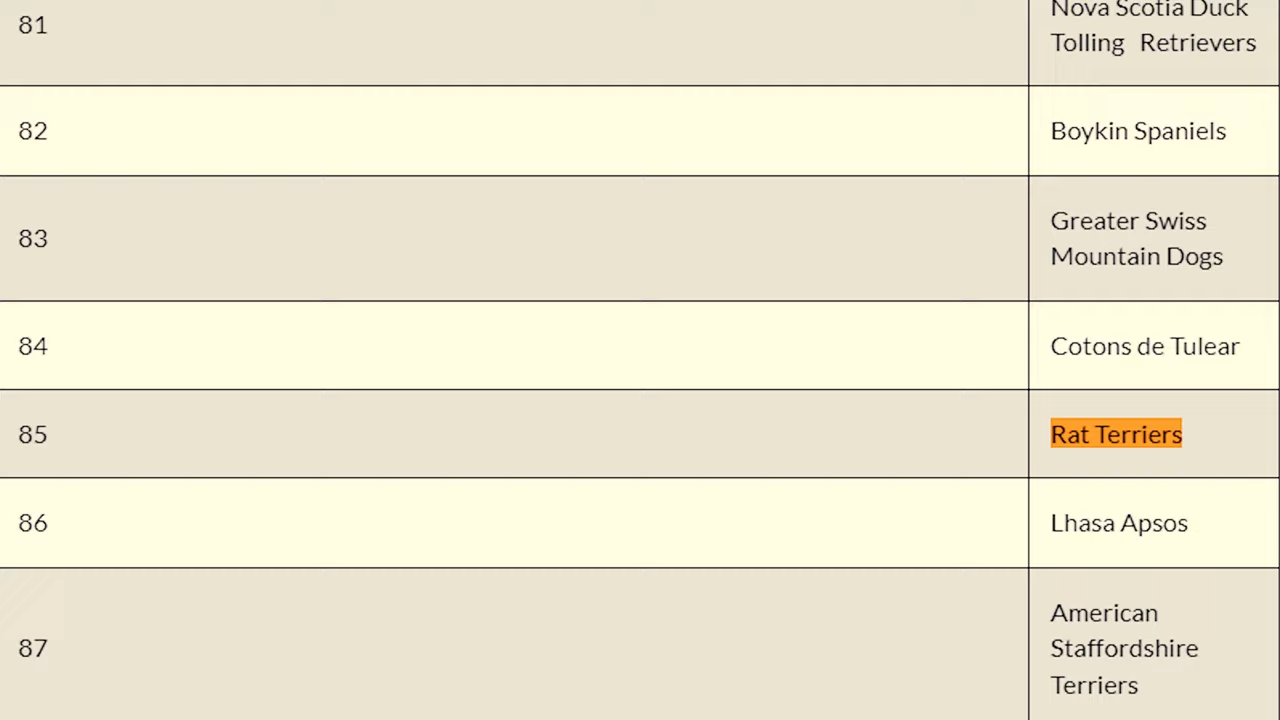 81
Nova Scotia Duck
Tolling Retrievers
82
Boykin Spaniels
83
Greater Swiss
Mountain Dogs
84
Cotons de Tulear
85
Rat Terriers
86
Lhasa Apsos
87
American
Staffordshire
Terriers